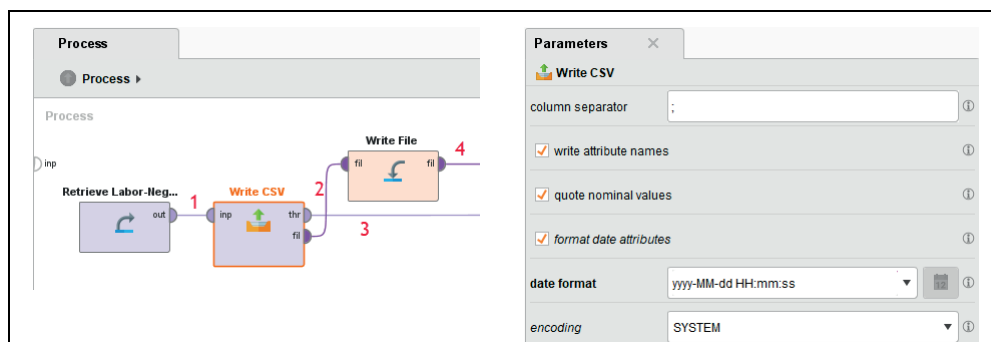 Process
Process
Process
inp
Retrieve Labor-Neg...
out
1
Write CSV
inp
thr
fil
2
3
Write File
fil
fil
4
Parameters
Write CSV
column separator
;
write attribute names
quote nominal values
format date attributes
date format
yyyy-MM-dd HH:mm:ss
12
encoding
SYSTEM